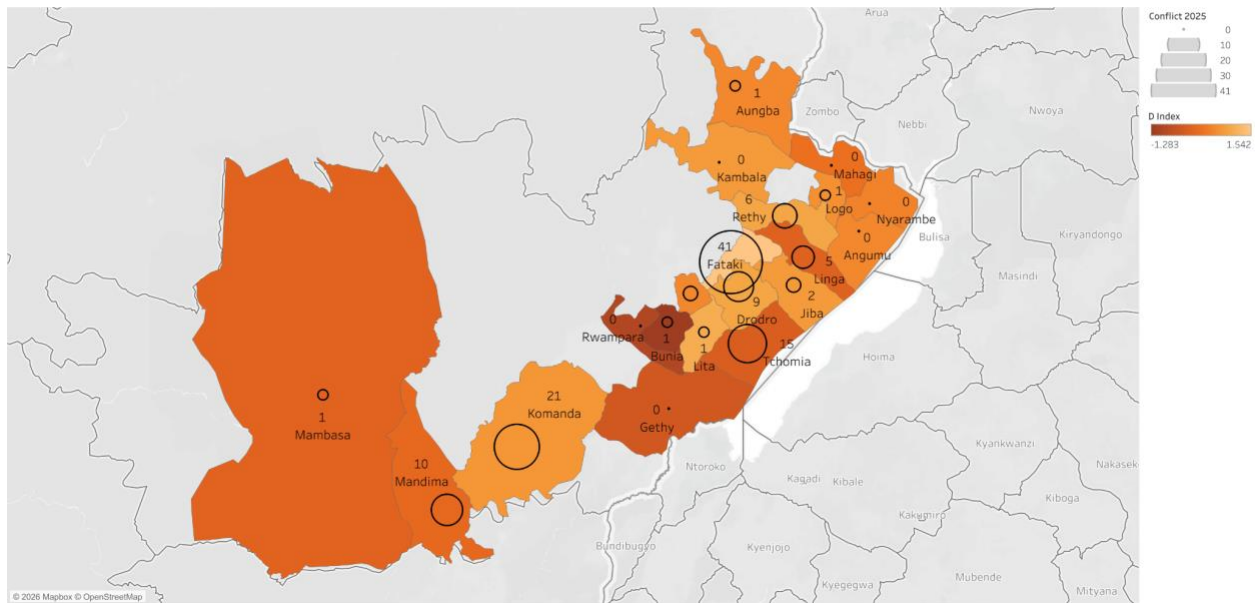 Conflict 2025
0
10
20
30
41
D Index
-1.283 1.542
Arua
1
Aungba
Zombo
Nebbi
Nwoya
0
Kambala
0
Mahagi
6
Rethy
1
Logo
0
Nyarambe
Bulisa
Kiryandongo
0
Angumu
41
Fataki
5
Linga
Masindi
2
Jiba
9
Drodro
0
Rwampara
1
Bunia
1
Lita
15
Tchomia
Hoima
21
Komanda
0
Gethy
1
Mambasa
10
Mandima
Ntoroko
Kagadi
Kibale
Kyankwanzi
Nakasek
Kiboga
Kakumiro
Bundibugyo
Kyenjojo
Kyegegwa
Mubende
Mityana
© 2026 Mapbox © OpenStreetMap